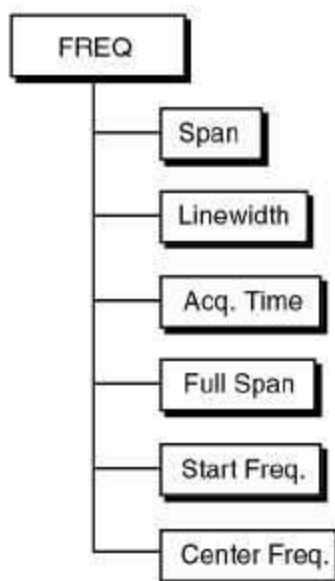 FREQ
Span
Linewidth
Acq. Time
Full Span
Start Freq.
Center Freq.